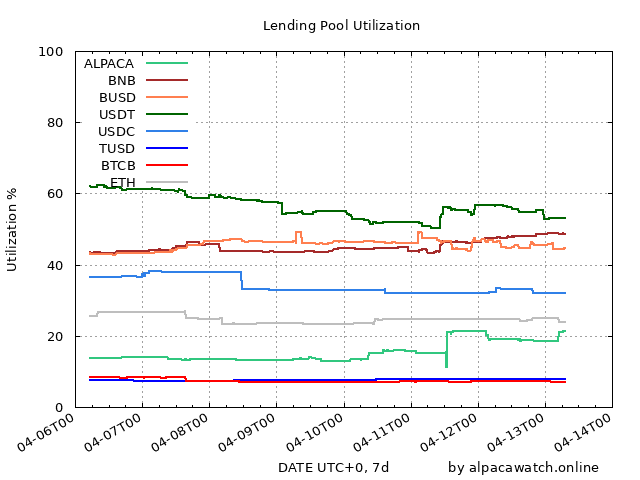 Lending Pool Utilization
100
80
60
40
20
0
Utilization %
ALPACA
BNB
BUSD
USDT
USDC
TUSD
BTCB
ETH
04-06T00
04-07T00
04-08T00
04-09T00
04-10T00
04-11T00
04-12T00
04-13T00
04-14T00
DATE UTC+0, 7d
by alpacawatch.online